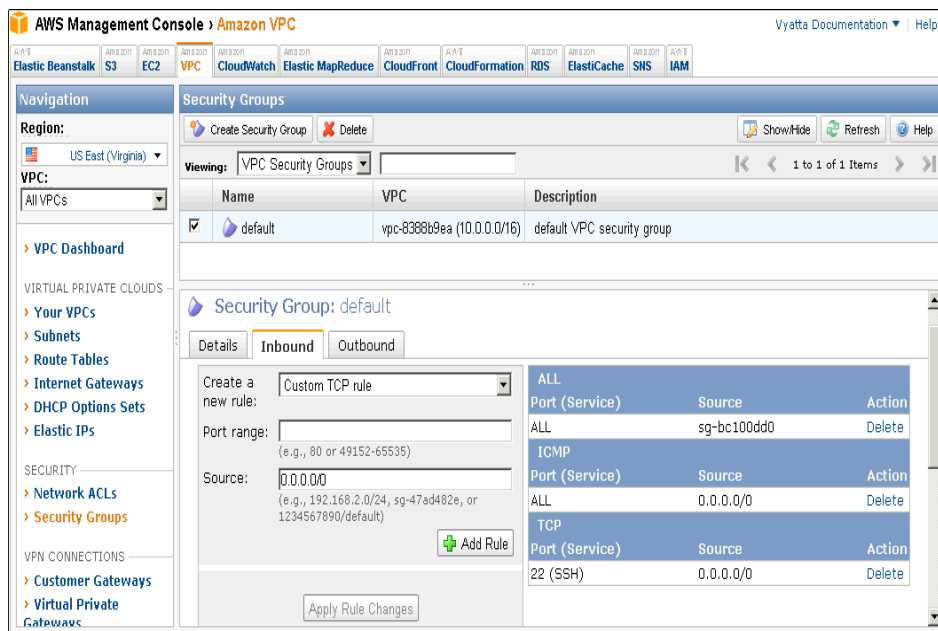 AWS Management Console › Amazon VPC
Vyatta Documentation ▼ | Help
AWS Elastic Beanstalk
Amazon S3
Amazon EC2
Amazon VPC
Amazon CloudWatch
Amazon Elastic MapReduce
Amazon CloudFront
AWS CloudFormation
Amazon RDS
Amazon ElastiCache
Amazon SNS
AWS IAM
Navigation
Region:
US East (Virginia) ▼
VPC:
All VPCs
› VPC Dashboard
VIRTUAL PRIVATE CLOUDS
› Your VPCs
› Subnets
› Route Tables
› Internet Gateways
› DHCP Options Sets
› Elastic IPs
SECURITY
› Network ACLs
› Security Groups
VPN CONNECTIONS
› Customer Gateways
› Virtual Private
Gateways
Security Groups
Create Security Group
Delete
Show/Hide
Refresh
Help
Viewing: VPC Security Groups
1 to 1 of 1 Items
Name VPC Description
default vpc-8388b9ea (10.0.0.0/16) default VPC security group
Security Group: default
Details Inbound Outbound
Create a
new rule:
Custom TCP rule
Port range:
(e.g., 80 or 49152-65535)
Source: 0.0.0.0/0
(e.g., 192.168.2.0/24, sg-47ad482e, or
1234567890/default)
Add Rule
Apply Rule Changes
ALL
Port (Service) Source Action
ALL sg-bc100dd0 Delete
ICMP
Port (Service) Source Action
ALL 0.0.0.0/0 Delete
TCP
Port (Service) Source Action
22 (SSH) 0.0.0.0/0 Delete